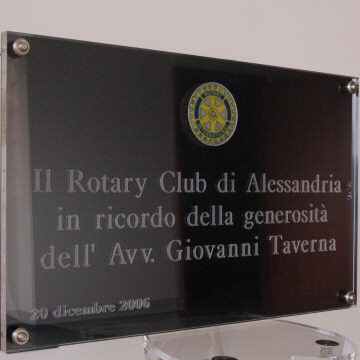 Il Rotary Club di Alessandria
in ricordo della generosità
dell' Avv. Giovanni Taverna
20 dicembre 2006